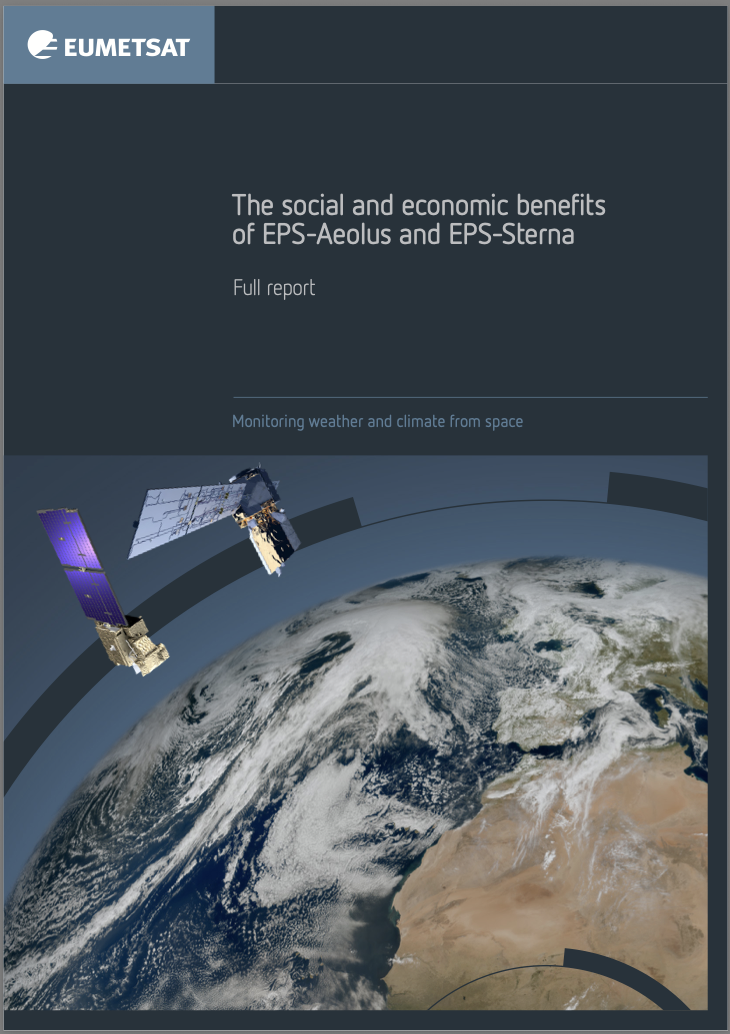 EUMETSAT
The social and economic benefits
of EPS-Aeolus and EPS-Sterna
Full report
Monitoring weather and climate from space